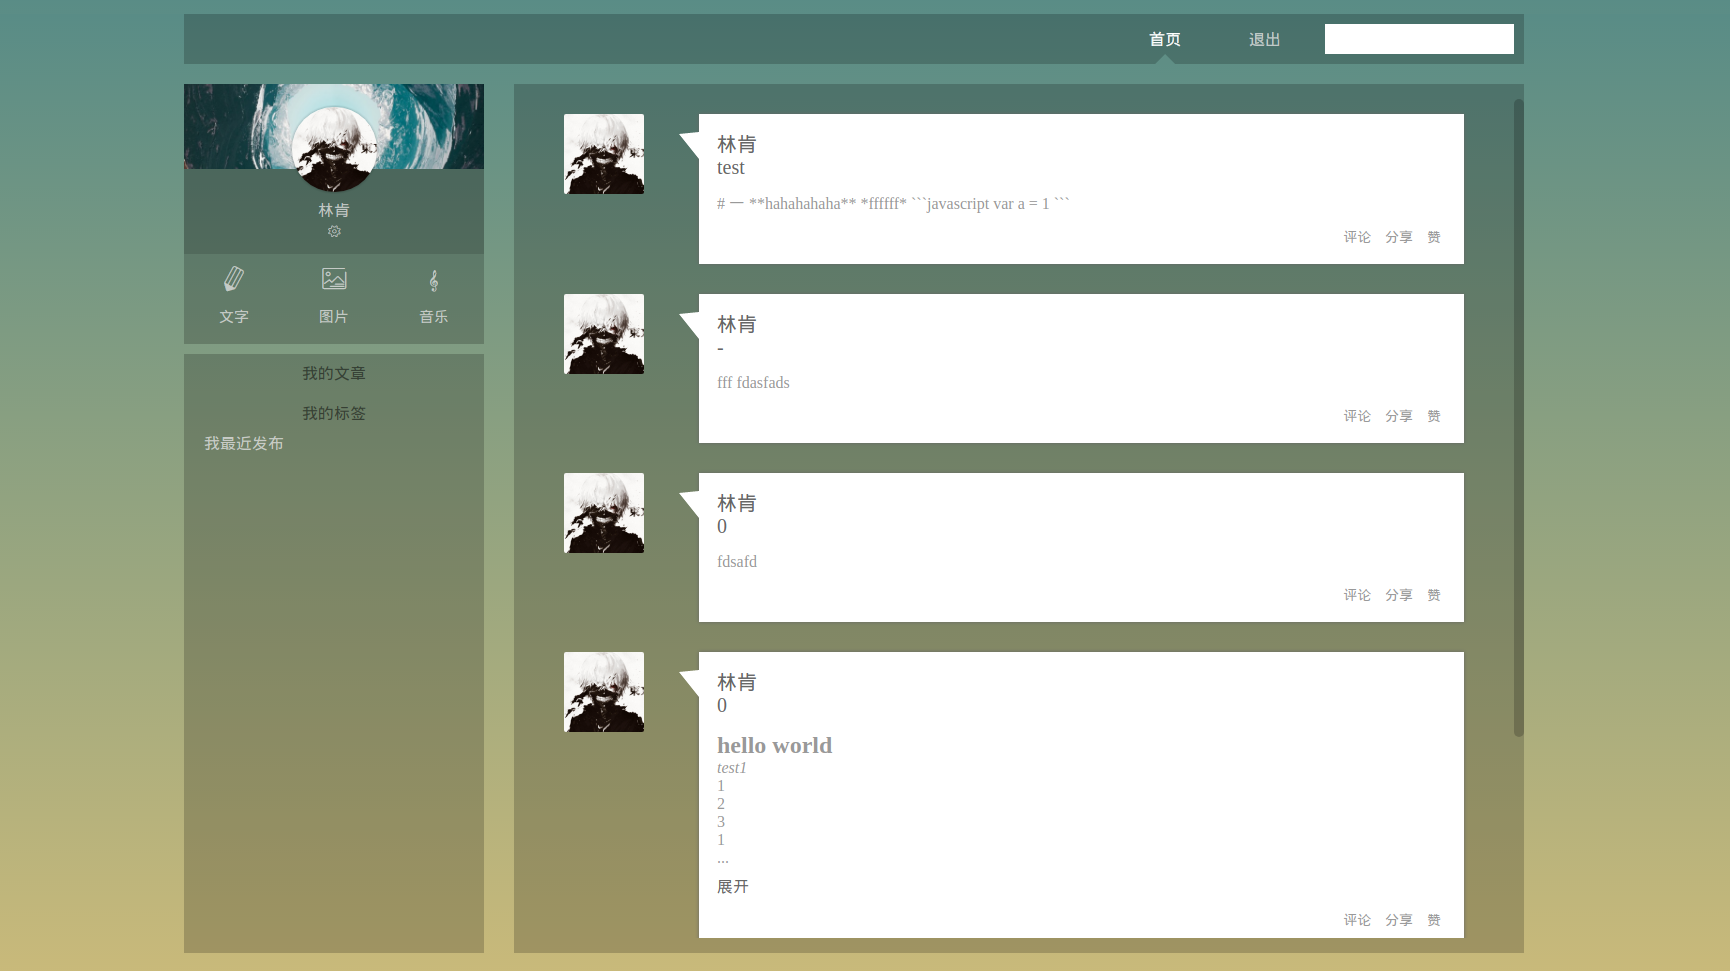 首页 退出
林肯
文字 图片 音乐
我的文章
我的标签
我最近发布
林肯
test
# 一 **hahahahaha** *ffffff* ```javascript var a = 1 ```
评论 分享 赞
林肯
-
fff fdasfads
评论 分享 赞
林肯
0
fdsafd
评论 分享 赞
林肯
0
hello world
test1
1
2
3
1
...
展开
评论 分享 赞